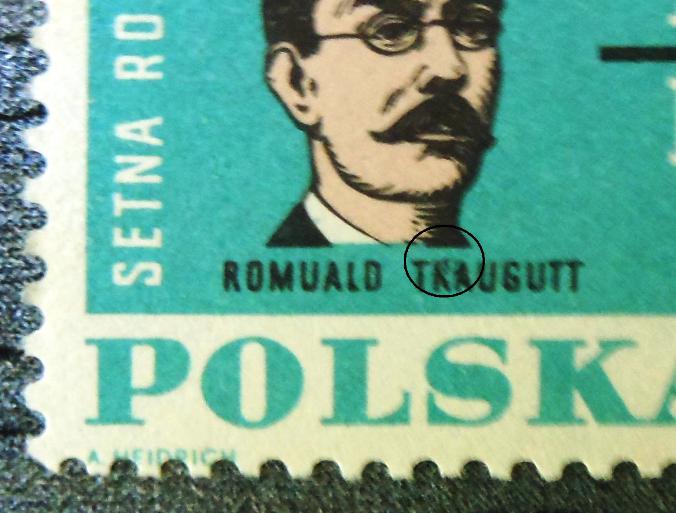 SETNA RO
ROMUALD TKAUGUTT
POLSKA
A. HEIDRICH